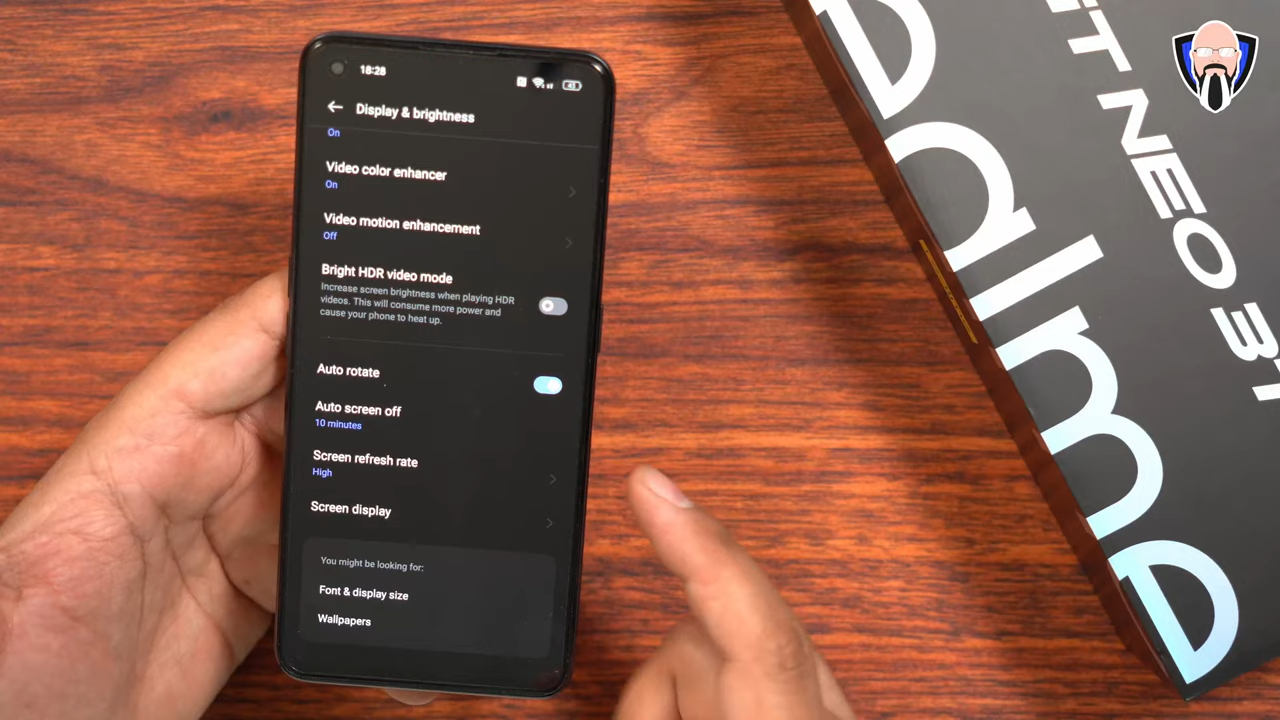 18:28
43
Display & brightness
On
Video color enhancer
On
Video motion enhancement
Off
Bright HDR video mode
Increase screen brightness when playing HDR
videos. This will consume more power and
cause your phone to heat up.
Auto rotate
Auto screen off
10 minutes
Screen refresh rate
High
Screen display
You might be looking for:
Font & display size
Wallpapers
GT NEO 3T
realme